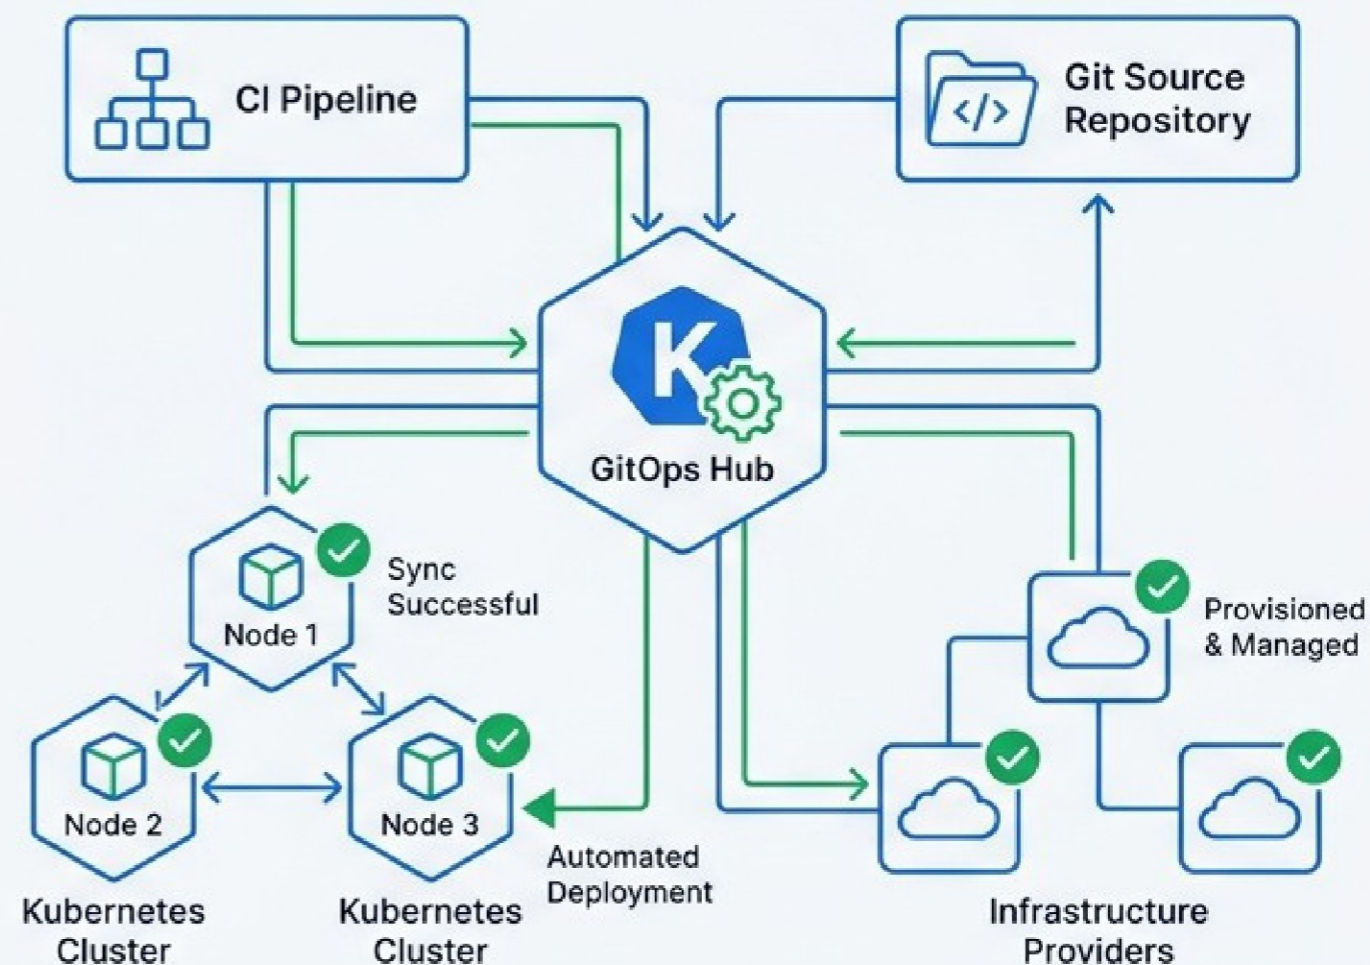 CI Pipeline
Git Source
Repository
</>
K
GitOps Hub
Sync
Successful
Node 1
Provisioned
& Managed
Node 2
Node 3
Automated
Deployment
Kubernetes
Cluster
Kubernetes
Cluster
Infrastructure
Providers